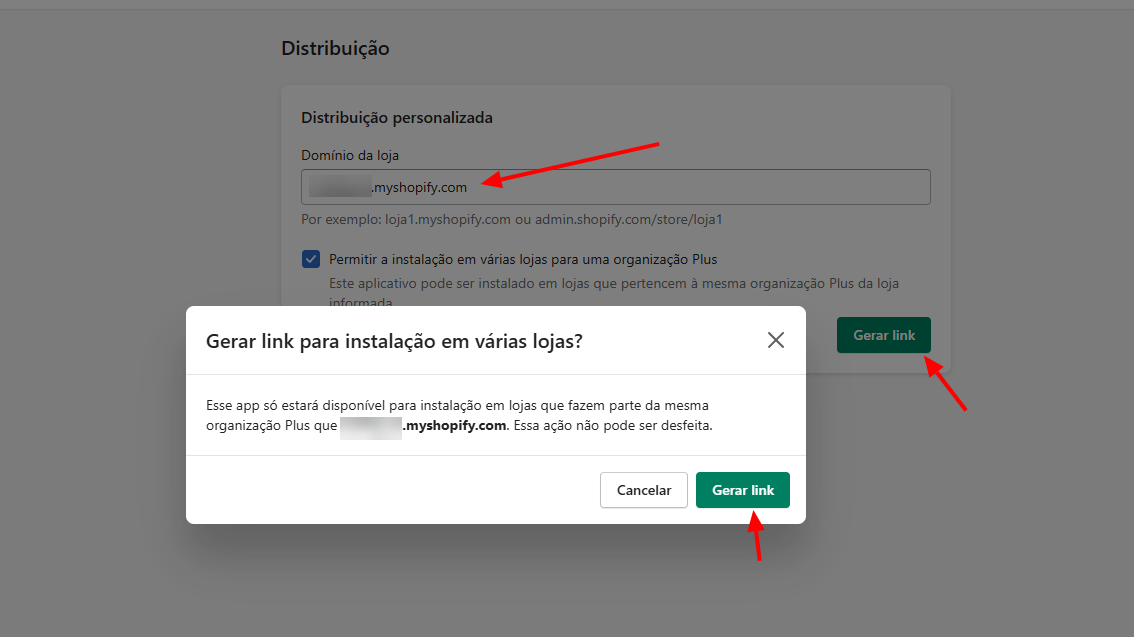 Distribuição
Distribuição personalizada
Domínio da loja
.myshopify.com
Por exemplo: loja1.myshopify.com ou admin.shopify.com/store/loja1
Permitir a instalação em várias lojas para uma organização Plus
Este aplicativo pode ser instalado em lojas que pertencem à mesma organização Plus da loja
informada
Gerar link
Gerar link para instalação em várias lojas?
Esse app só estará disponível para instalação em lojas que fazem parte da mesma
organização Plus que .myshopify.com. Essa ação não pode ser desfeita.
Cancelar
Gerar link